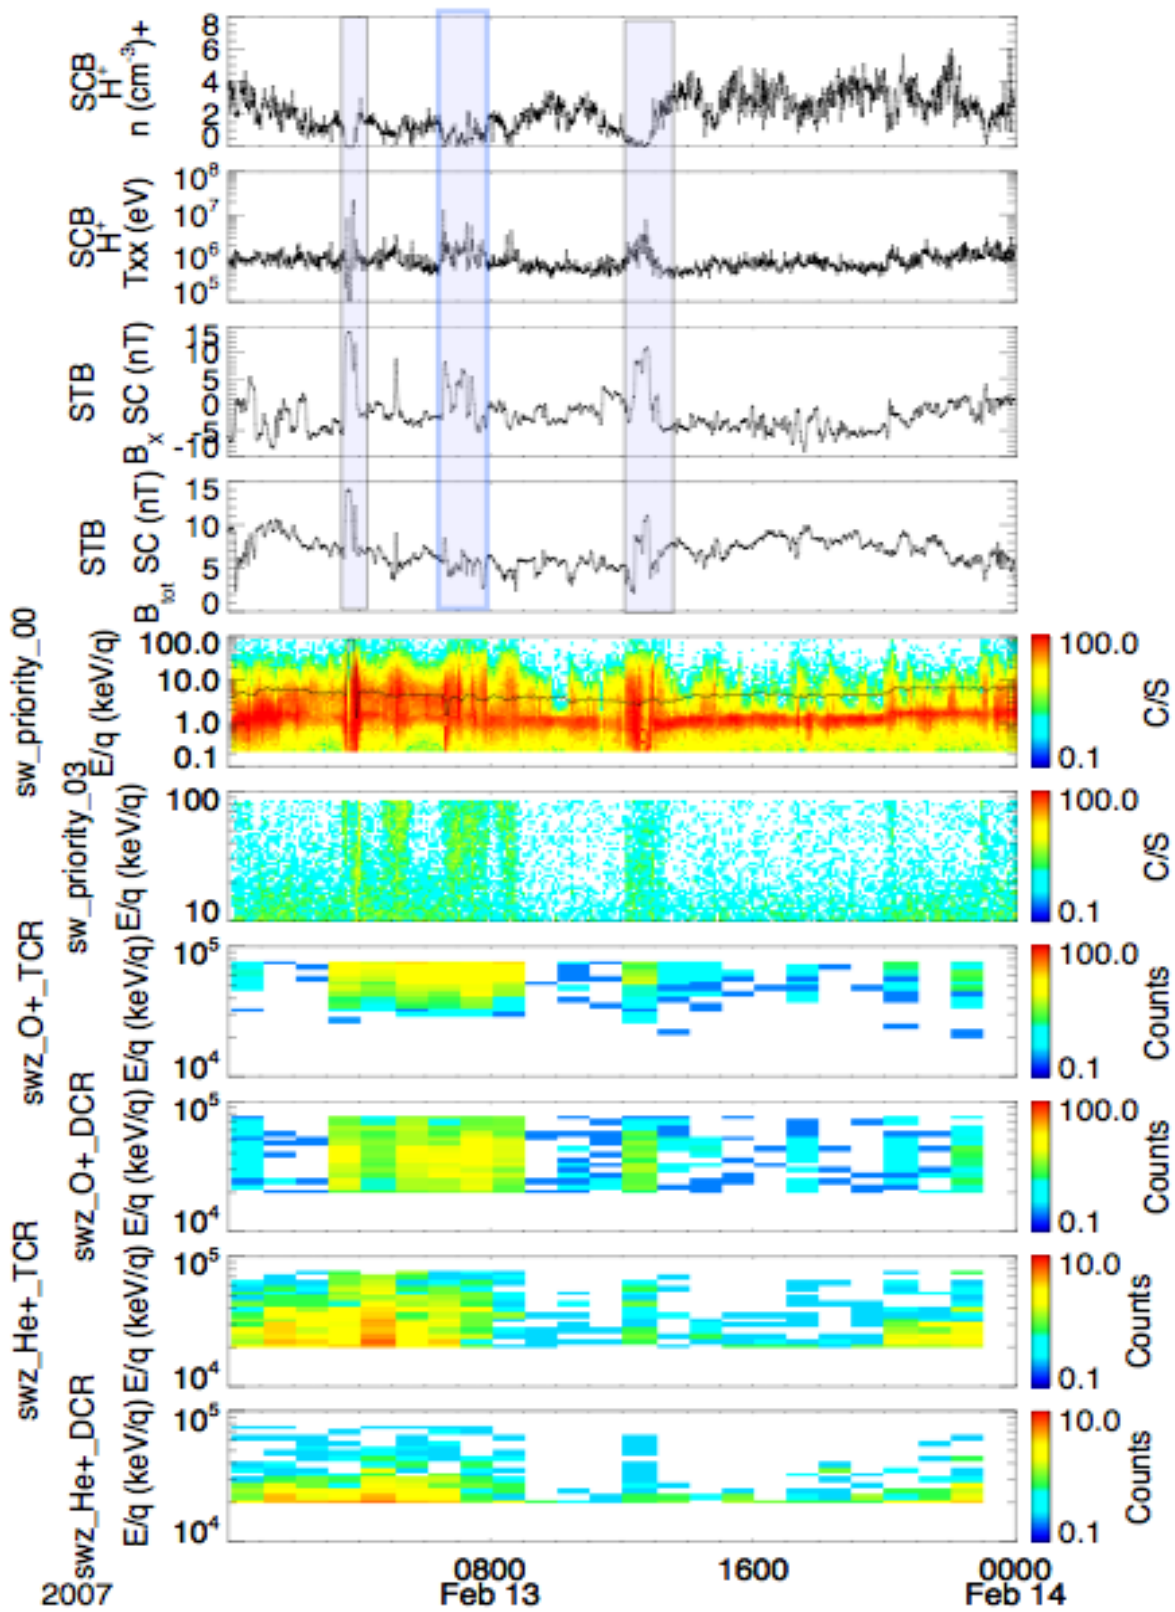 SCB
H+
n (cm-3)+
8
6
4
2
0
SCB
H+
Txx (eV)
10^8
10^7
10^6
10^5
STB
Bx SC (nT)
15
10
5
0
-5
-10
STB
Btot SC (nT)
15
10
5
0
sw_priority_00
E/q (keV/q)
100.0
10.0
1.0
0.1
100.0
0.1
C/S
sw_priority_03
E/q (keV/q)
100
10
100.0
0.1
C/S
swz_O+_TCR
E/q (keV/q)
10^5
10^4
100.0
0.1
Counts
swz_O+_DCR
E/q (keV/q)
10^5
10^4
100.0
0.1
Counts
swz_He+_TCR
E/q (keV/q)
10^5
10^4
10.0
0.1
Counts
swz_He+_DCR
E/q (keV/q)
10^5
10^4
10.0
0.1
Counts
0800 1600 0000
2007 Feb 13 Feb 14